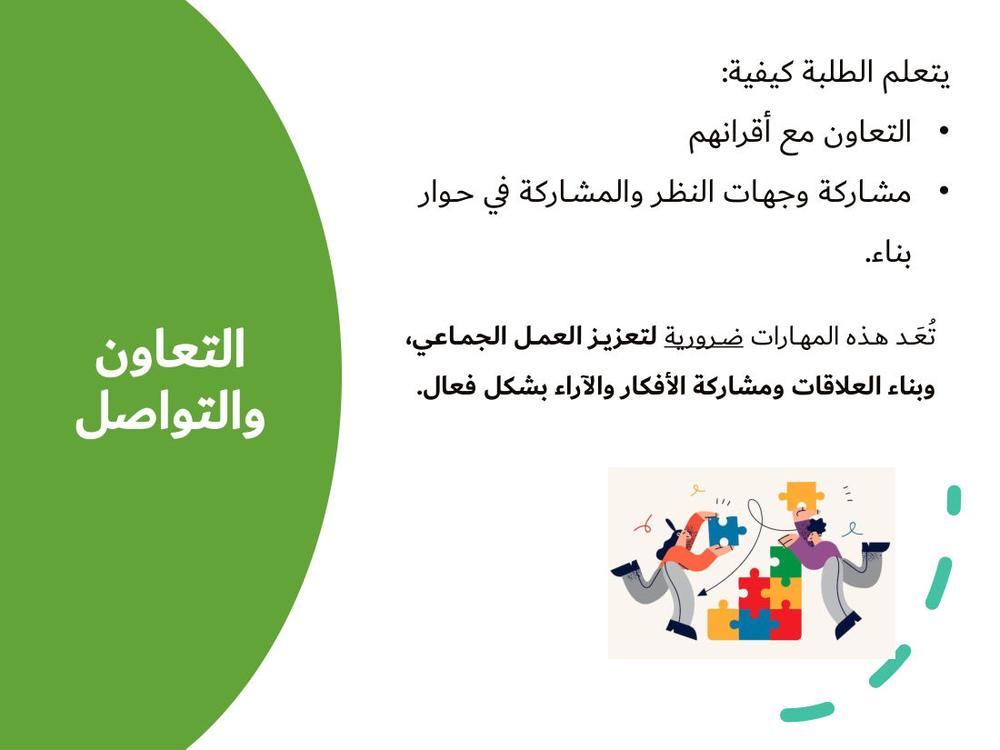 يتعلم الطلبة كيفية:
• التعاون مع أقرانهم
• مشاركة وجهات النظر والمشاركة في حوار
بناء.
تُعَد هذه المهارات ضرورية لتعزيز العمل الجماعي،
وبناء العلاقات ومشاركة الأفكار والآراء بشكل فعال.
التعاون
والتواصل